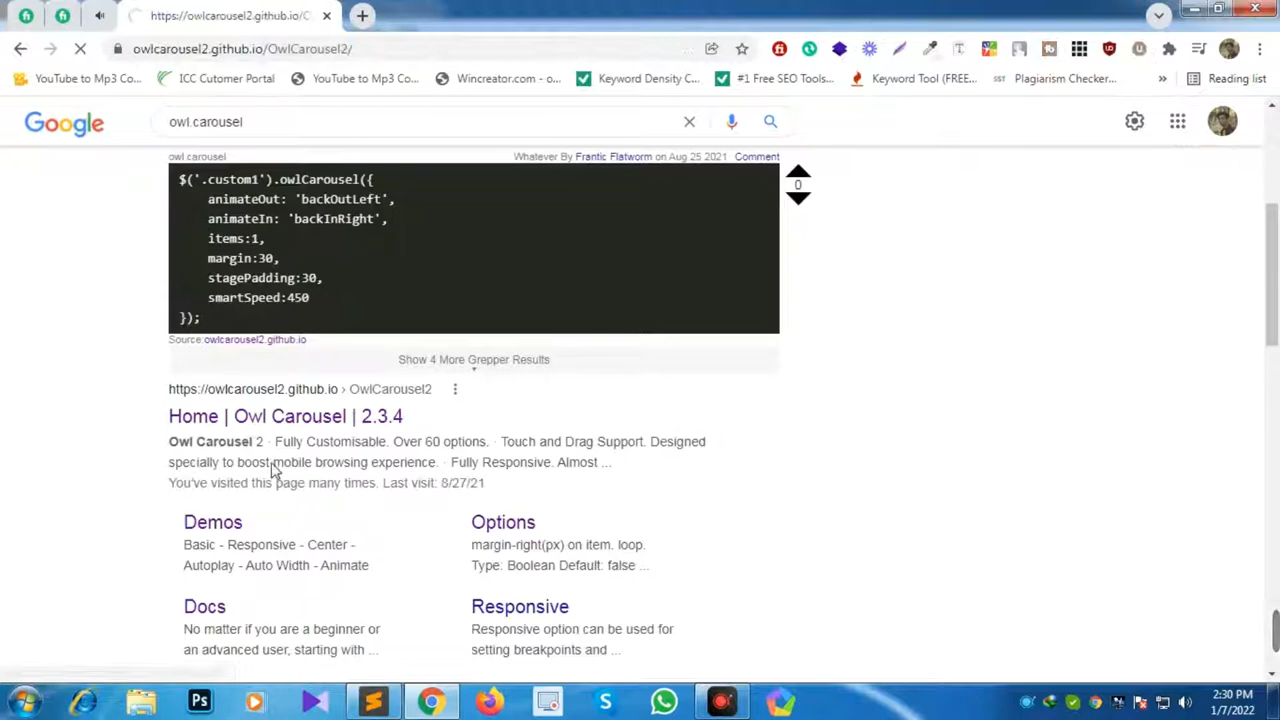 https://owlcarousel2.github.io/O
owlcarousel2.github.io/OwlCarousel2/
YouTube to Mp3 Co...
ICC Cutomer Portal
YouTube to Mp3 Co...
Wincreator.com - o...
Keyword Density C...
#1 Free SEO Tools...
Keyword Tool (FREE...
SST Plagiarism Checker...
»
Reading list
Google
owl.carousel
owl.carousel
Whatever By Frantic Flatworm on Aug 25 2021 Comment
$('.custom1').owlCarousel({
animateOut: 'backOutLeft',
animateIn: 'backInRight',
items:1,
margin:30,
stagePadding:30,
smartSpeed:450
});
0
Source:owlcarousel2.github.io
Show 4 More Grepper Results
https://owlcarousel2.github.io › OwlCarousel2
Home | Owl Carousel | 2.3.4
Owl Carousel 2 · Fully Customisable. Over 60 options. · Touch and Drag Support. Designed
specially to boost mobile browsing experience. · Fully Responsive. Almost ...
You've visited this page many times. Last visit: 8/27/21
Demos
Basic - Responsive - Center -
Autoplay - Auto Width - Animate
Options
margin-right(px) on item. loop.
Type: Boolean Default: false ...
Docs
No matter if you are a beginner or
an advanced user, starting with ...
Responsive
Responsive option can be used for
setting breakpoints and ...
Ps
2:30 PM
1/7/2022